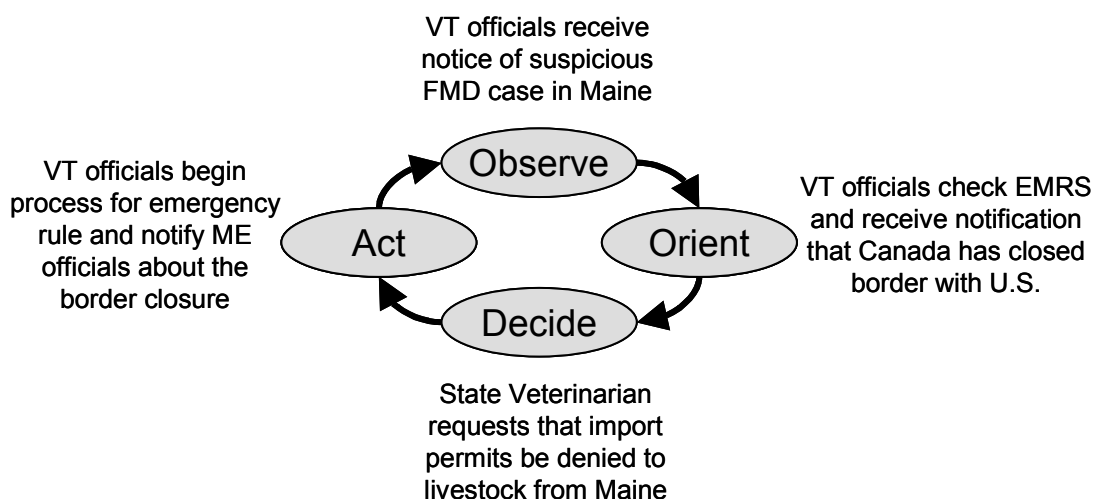 VT officials receive
notice of suspicious
FMD case in Maine
Observe
VT officials begin
process for emergency
rule and notify ME
officials about the
border closure
Act
Orient
VT officials check EMRS
and receive notification
that Canada has closed
border with U.S.
Decide
State Veterinarian
requests that import
permits be denied to
livestock from Maine